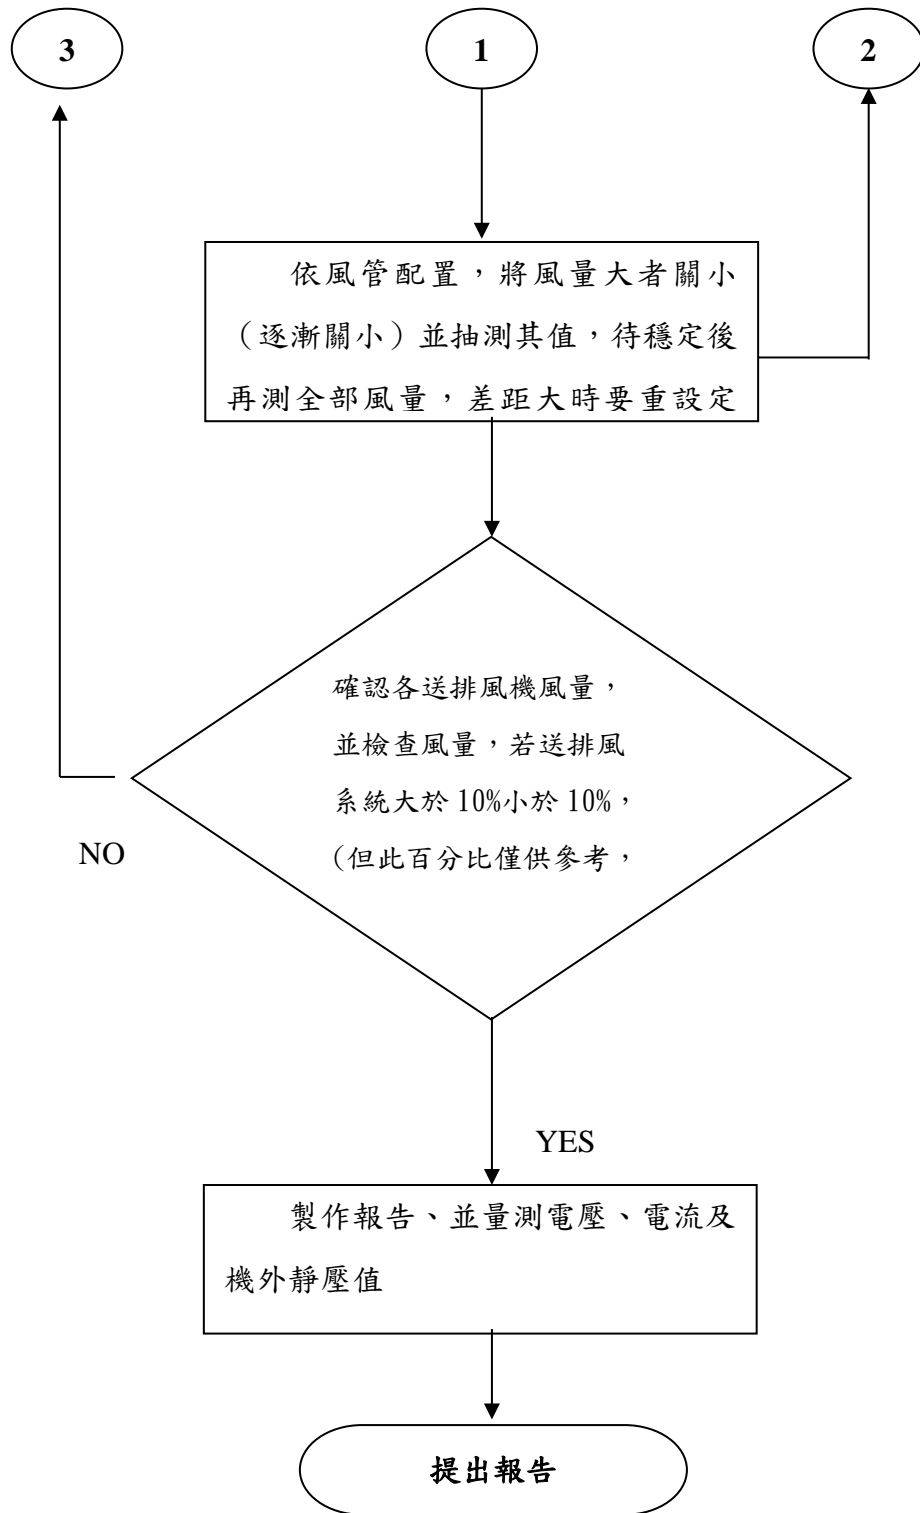 3
1
2
依風管配置,將風量大者關小
(逐漸關小)並抽測其值,待穩定後
再測全部風量,差距大時要重設定
確認各送排風機風量,
並檢查風量,若送排風
系統大於 10%小於 10%,
(但此百分比僅供參考,
NO
YES
製作報告、並量測電壓、電流及
機外靜壓值
提出報告